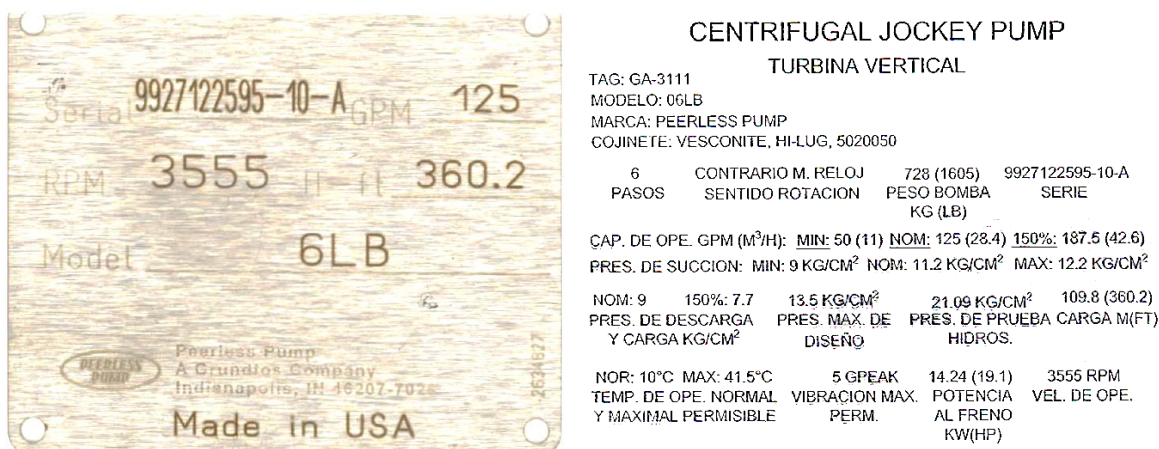 Serial 9927122595-10-A GPM 125
RPM 3555 ft 360.2
Model 6LB
PEERLESS PUMP
Peerless Pump
A Grundfos Company
Indianapolis, IN 46207-7026
Made in USA
2634627
CENTRIFUGAL JOCKEY PUMP
TURBINA VERTICAL
TAG: GA-3111
MODELO: 06LB
MARCA: PEERLESS PUMP
COJINETE: VESCONITE, HI-LUG, 5020050
6 CONTRARIO M. RELOJ 728 (1605) 9927122595-10-A
PASOS SENTIDO ROTACION PESO BOMBA SERIE
KG (LB)
CAP. DE OPE. GPM (M³/H): MIN: 50 (11) NOM: 125 (28.4) 150%: 187.5 (42.6)
PRES. DE SUCCION: MIN: 9 KG/CM² NOM: 11.2 KG/CM² MAX: 12.2 KG/CM²
NOM: 9 150%: 7.7 13.5 KG/CM² 21.09 KG/CM² 109.8 (360.2)
PRES. DE DESCARGA PRES. MAX. DE PRES. DE PRUEBA CARGA M(FT)
Y CARGA KG/CM² DISEÑO HIDROS.
NOR: 10°C MAX: 41.5°C 5 GPEAK 14.24 (19.1) 3555 RPM
TEMP. DE OPE. NORMAL VIBRACION MAX. POTENCIA VEL. DE OPE.
Y MAXIMAL PERMISIBLE PERM. AL FRENO
KW(HP)